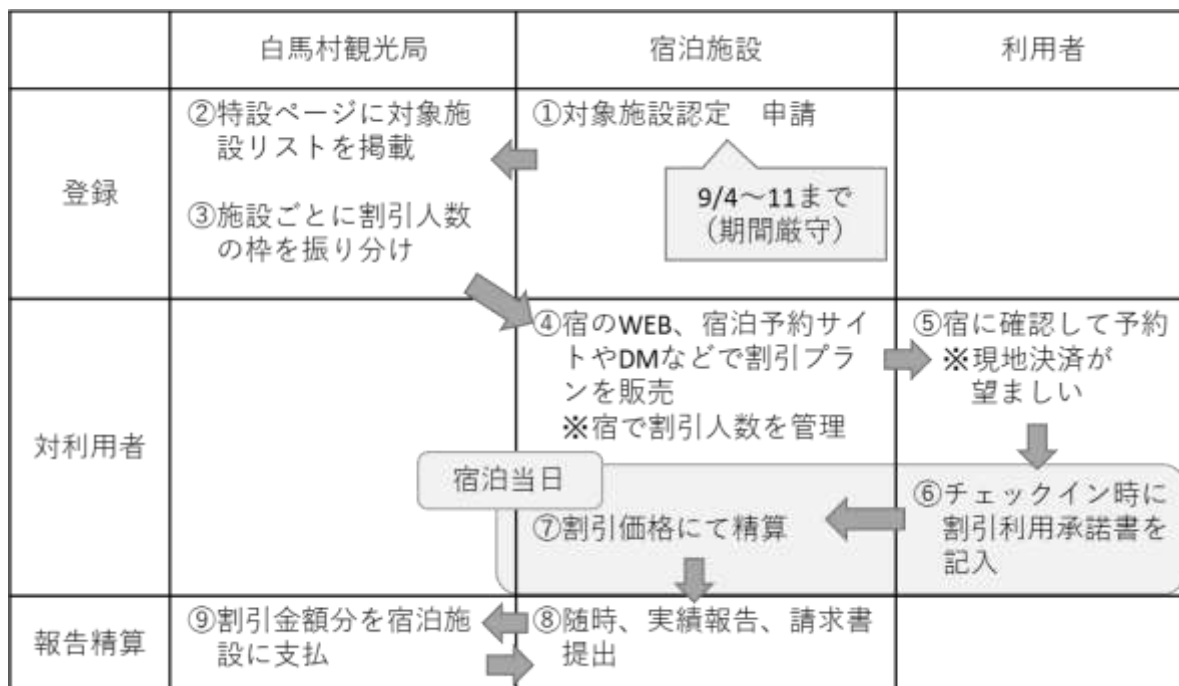 白馬村観光局
宿泊施設
利用者
登録
②特設ページに対象施
設リストを掲載
③施設ごとに割引人数
の枠を振り分け
①対象施設認定　申請
9/4～11まで
（期間厳守）
対利用者
④宿のWEB、宿泊予約サイ
トやDMなどで割引プラ
ンを販売
※宿で割引人数を管理
⑤宿に確認して予約
※現地決済が
望ましい
宿泊当日
⑥チェックイン時に
割引利用承諾書を
記入
⑦割引価格にて精算
報告精算
⑨割引金額分を宿泊施
設に支払
⑧随時、実績報告、請求書
提出